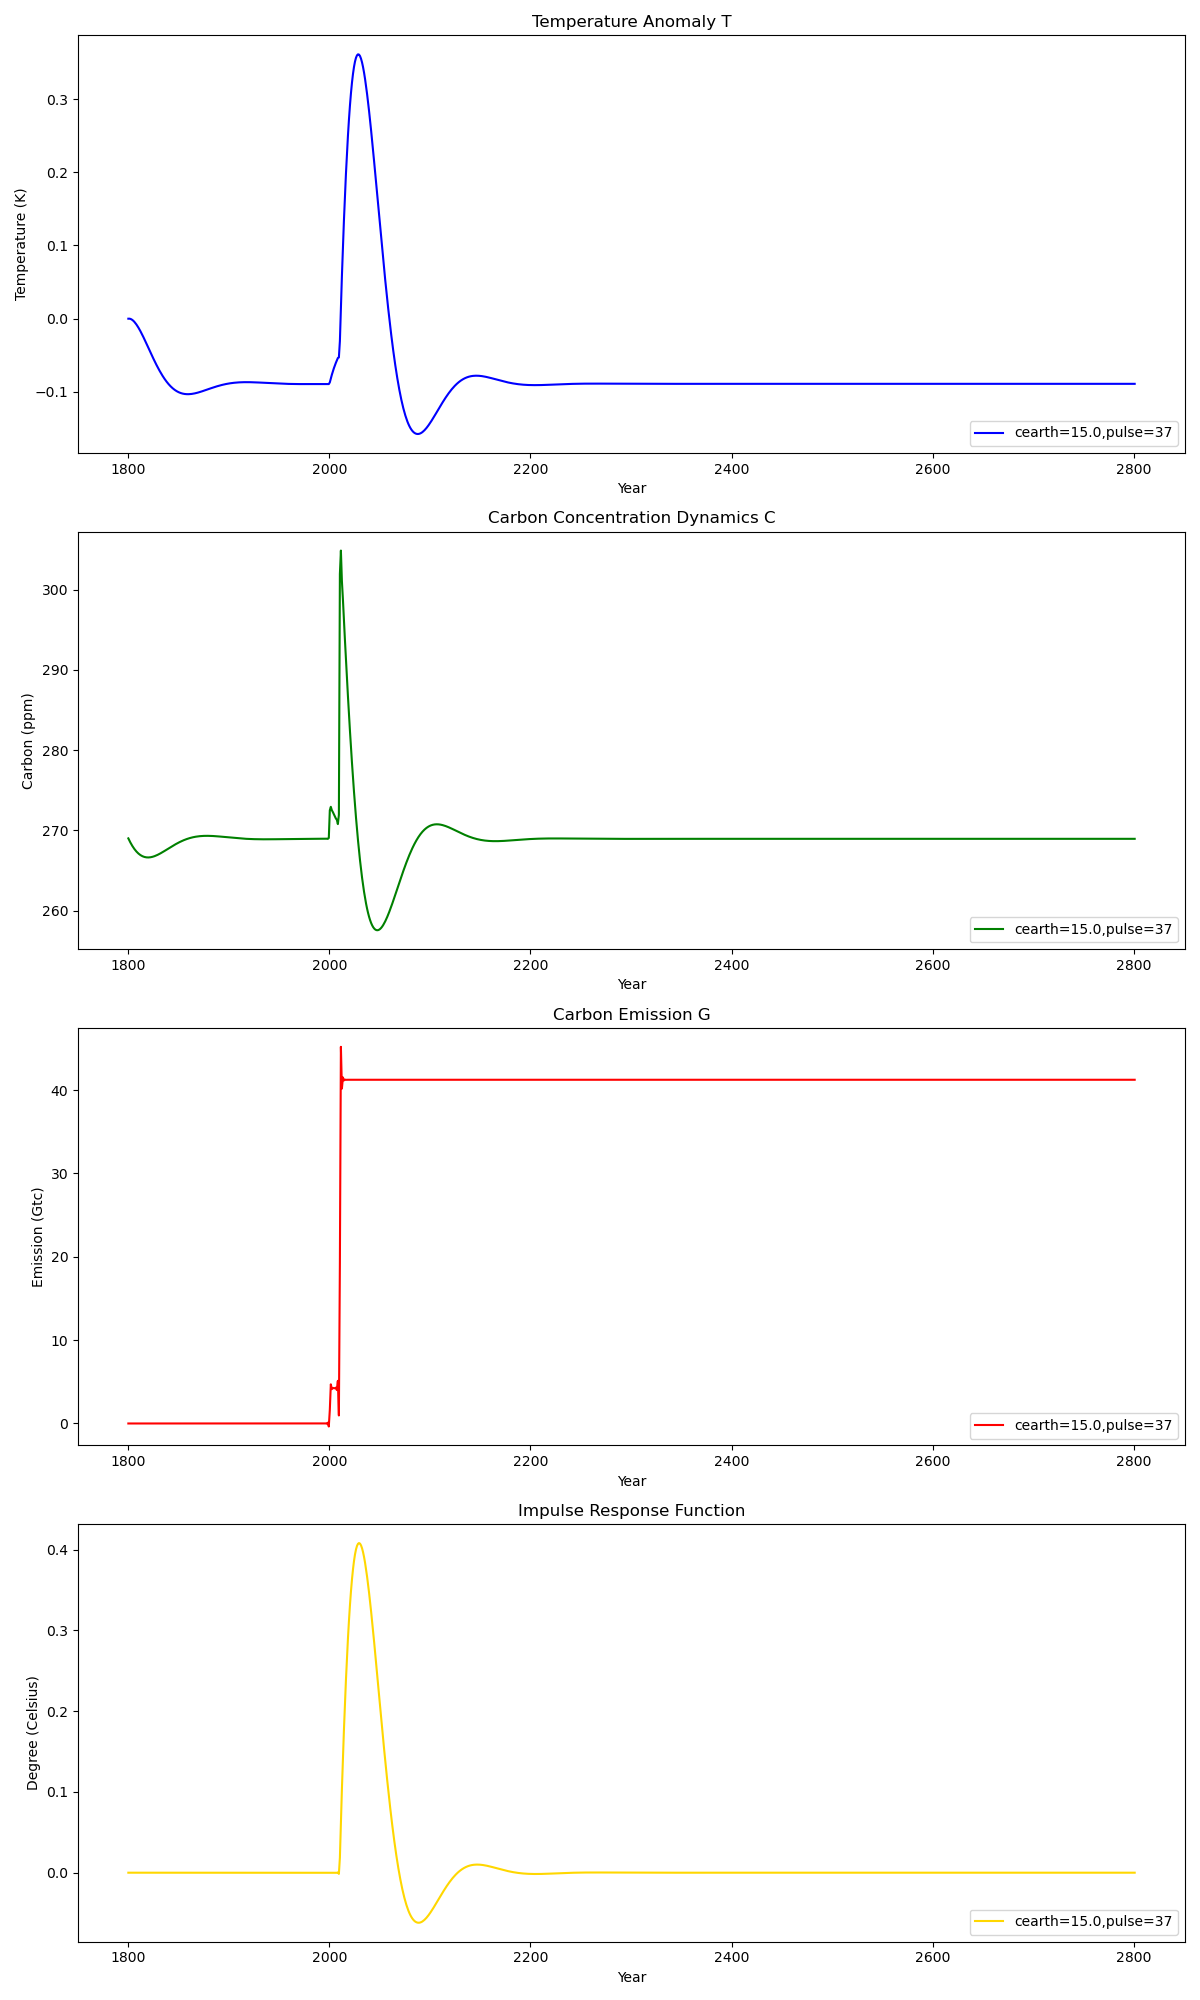 Temperature Anomaly T
Temperature (K)
0.3
0.2
0.1
0.0
−0.1
cearth=15.0,pulse=37
1800 2000 2200 2400 2600 2800
Year
Carbon Concentration Dynamics C
Carbon (ppm)
300
290
280
270
260
cearth=15.0,pulse=37
1800 2000 2200 2400 2600 2800
Year
Carbon Emission G
Emission (Gtc)
40
30
20
10
0
cearth=15.0,pulse=37
1800 2000 2200 2400 2600 2800
Year
Impulse Response Function
Degree (Celsius)
0.4
0.3
0.2
0.1
0.0
cearth=15.0,pulse=37
1800 2000 2200 2400 2600 2800
Year